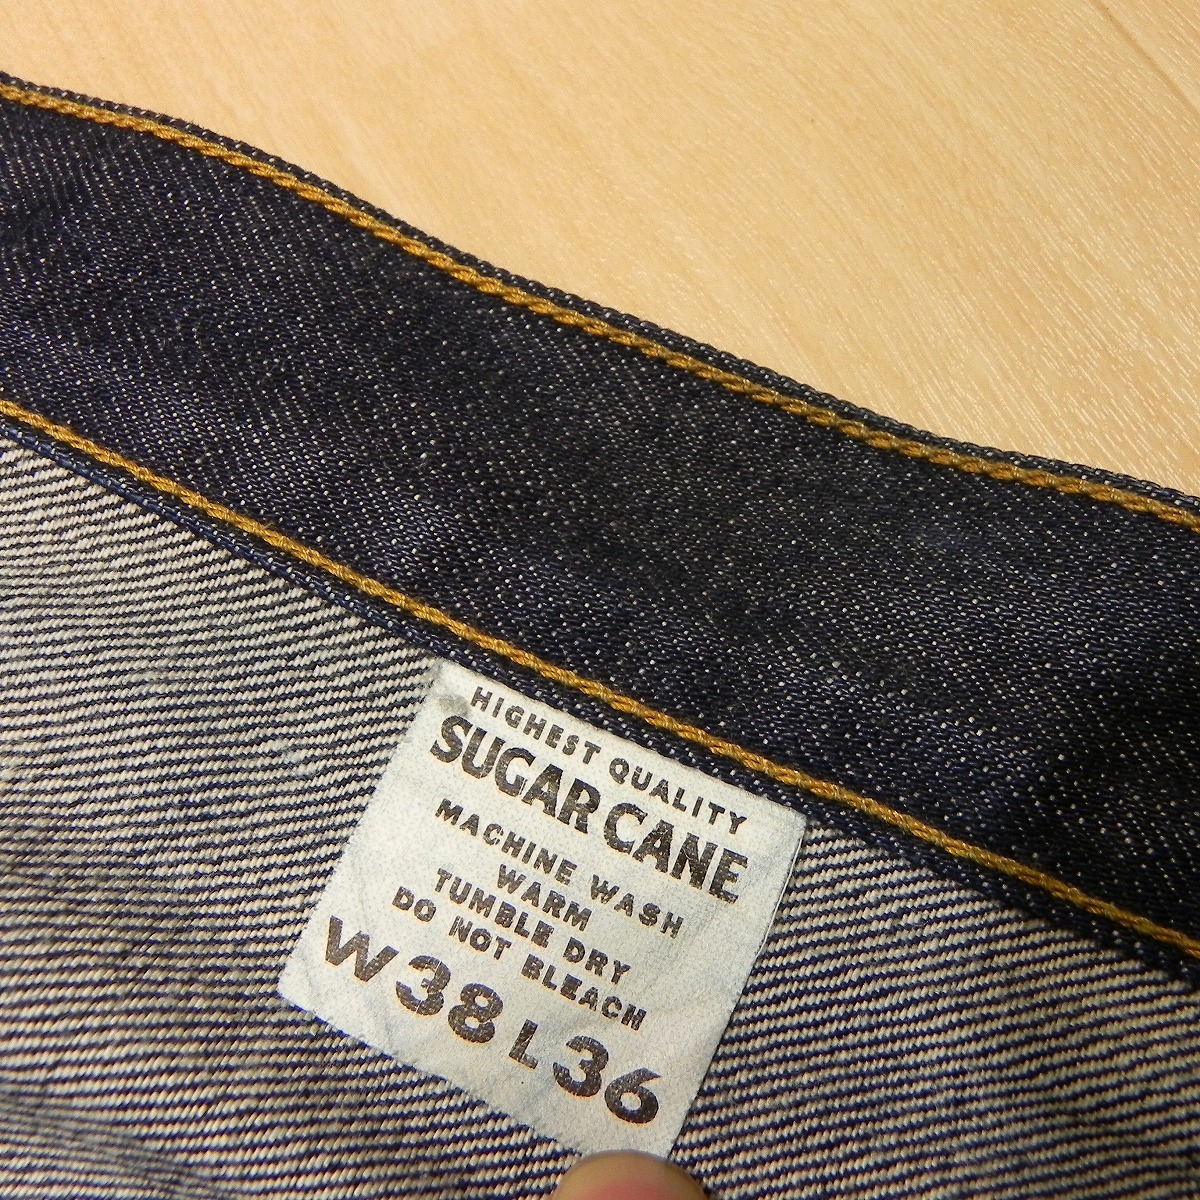 HIGHEST QUALITY
SUGAR CANE
MACHINE WASH
WARM
TUMBLE DRY
DO NOT BLEACH
W38 L36